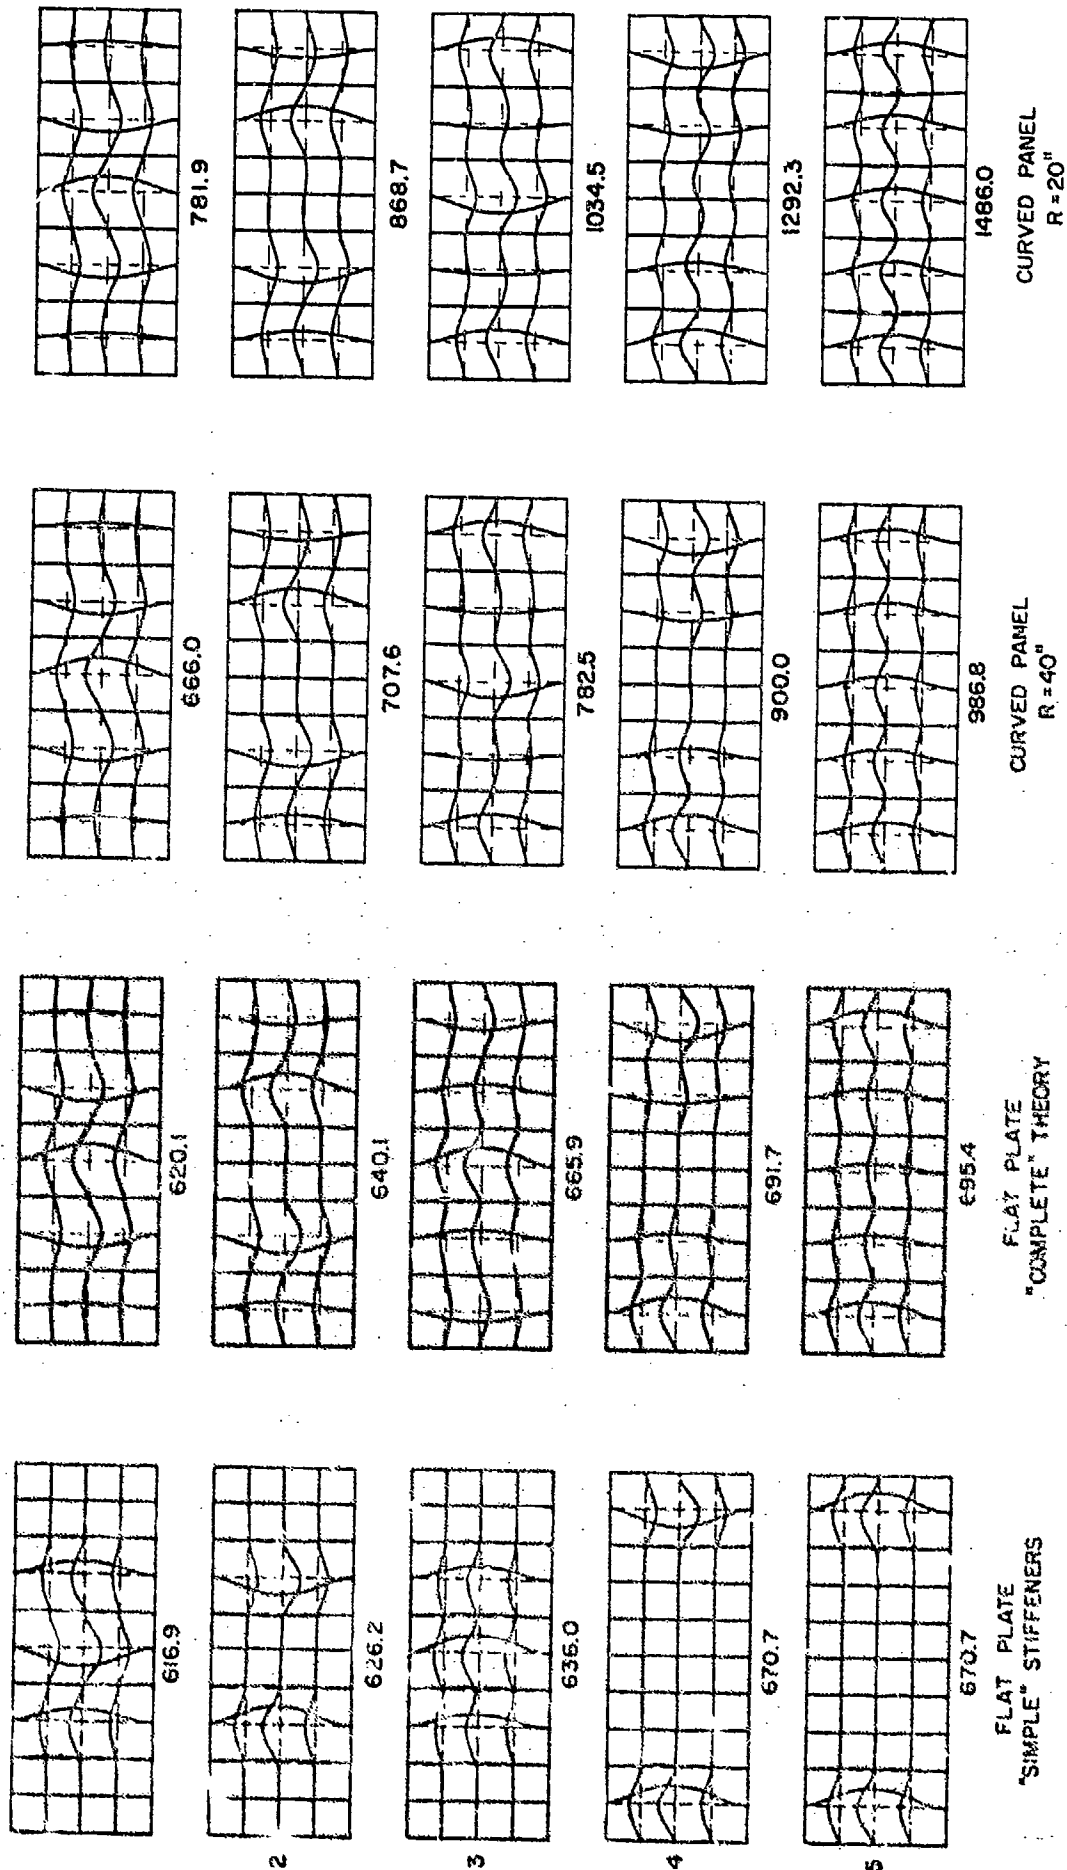 616.9 620.1 666.0 781.9
2 626.2 640.1 707.6 868.7
3 636.0 665.9 782.5 1034.5
4 670.7 691.7 900.0 1292.3
5 670.7 695.4 986.8 1486.0
FLAT PLATE
"SIMPLE" STIFFENERS
FLAT PLATE
"COMPLETE" THEORY
CURVED PANEL
R = 40"
CURVED PANEL
R = 20"